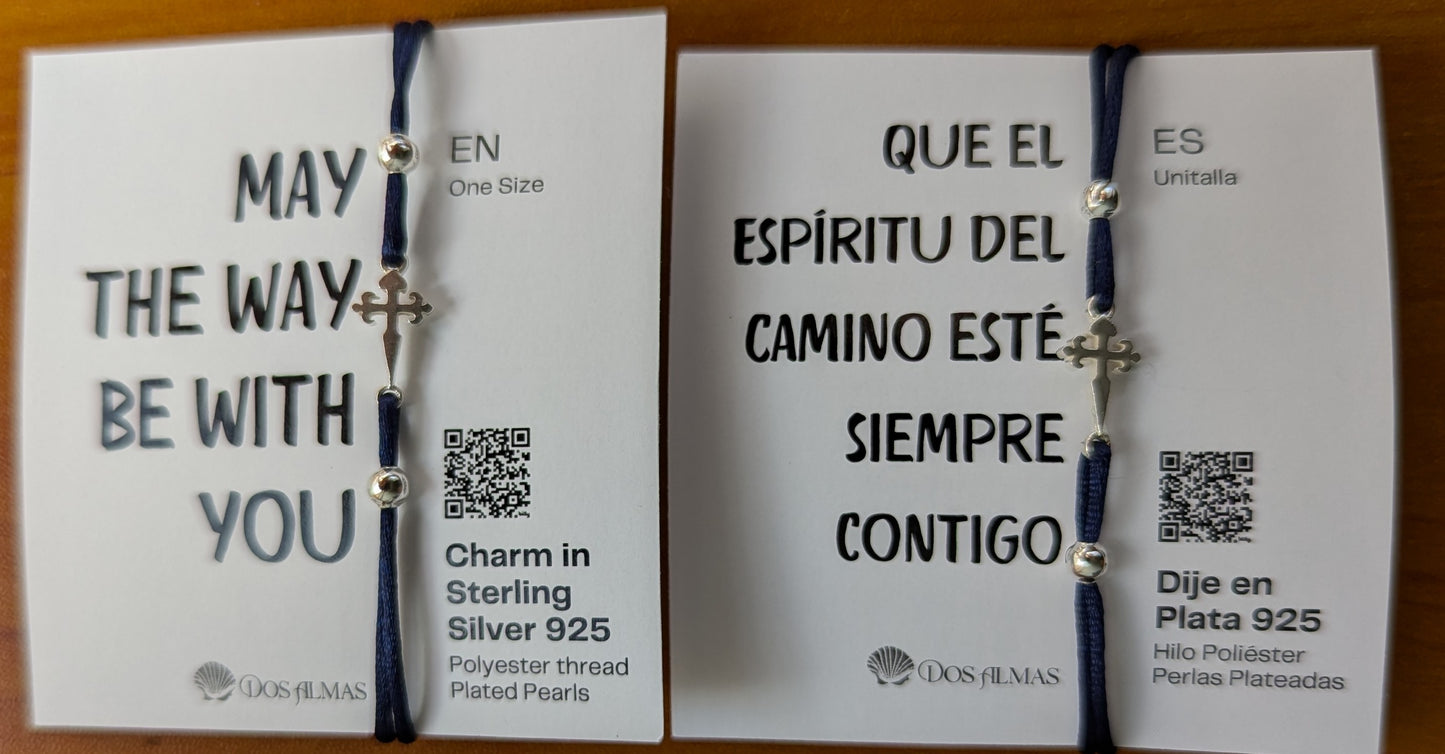 MAY
THE WAY
BE WITH
YOU
EN
One Size
Charm in
Sterling
Silver 925
Polyester thread
Plated Pearls
DOS ALMAS
QUE EL
ESPÍRITU DEL
CAMINO ESTÉ
SIEMPRE
CONTIGO
ES
Unitalla
Dije en
Plata 925
Hilo Poliéster
Perlas Plateadas
DOS ALMAS